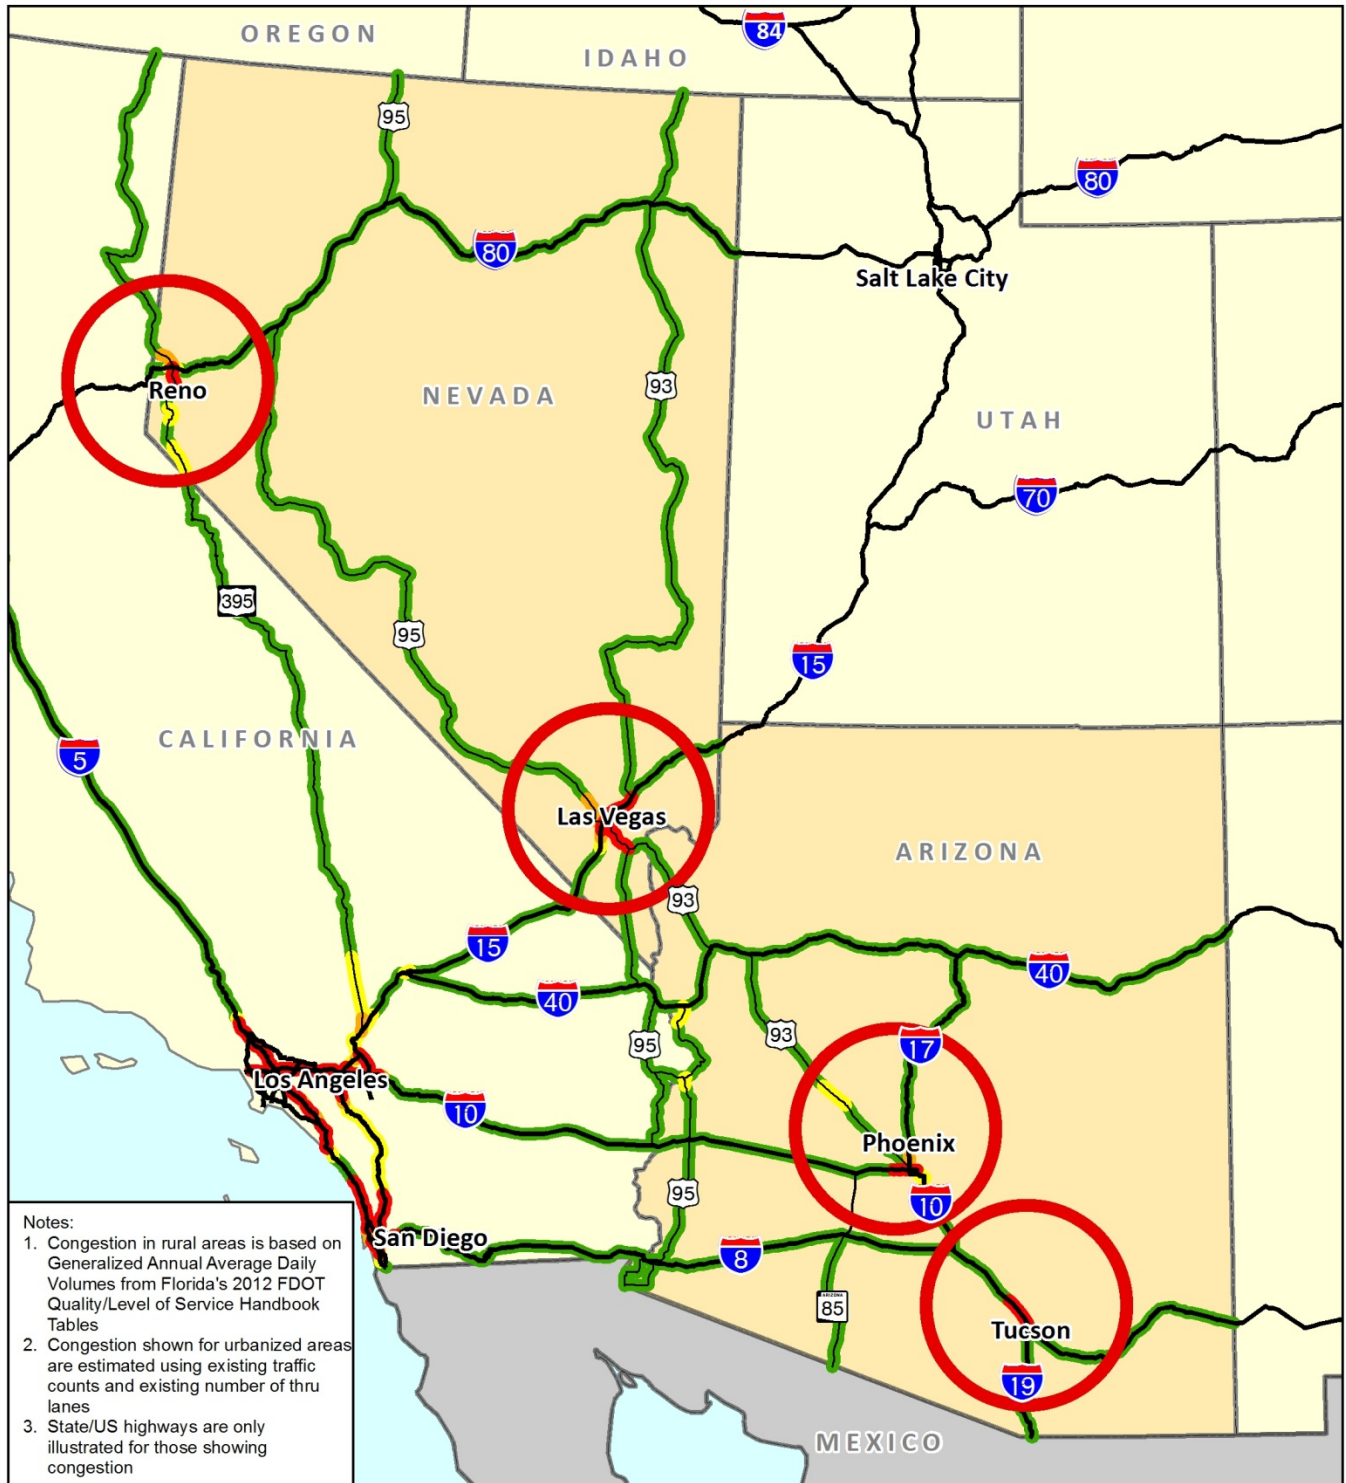 OREGON
IDAHO
84
95
80
80
Salt Lake City
Reno
NEVADA
93
UTAH
70
395
95
15
CALIFORNIA
5
Las Vegas
ARIZONA
93
15
40
40
95
93
17
Los Angeles
10
Phoenix
95
10
San Diego
8
ARIZONA
85
Tucson
19
MEXICO
Notes:
1. Congestion in rural areas is based on
Generalized Annual Average Daily
Volumes from Florida's 2012 FDOT
Quality/Level of Service Handbook
Tables
2. Congestion shown for urbanized areas
are estimated using existing traffic
counts and existing number of thru
lanes
3. State/US highways are only
illustrated for those showing
congestion